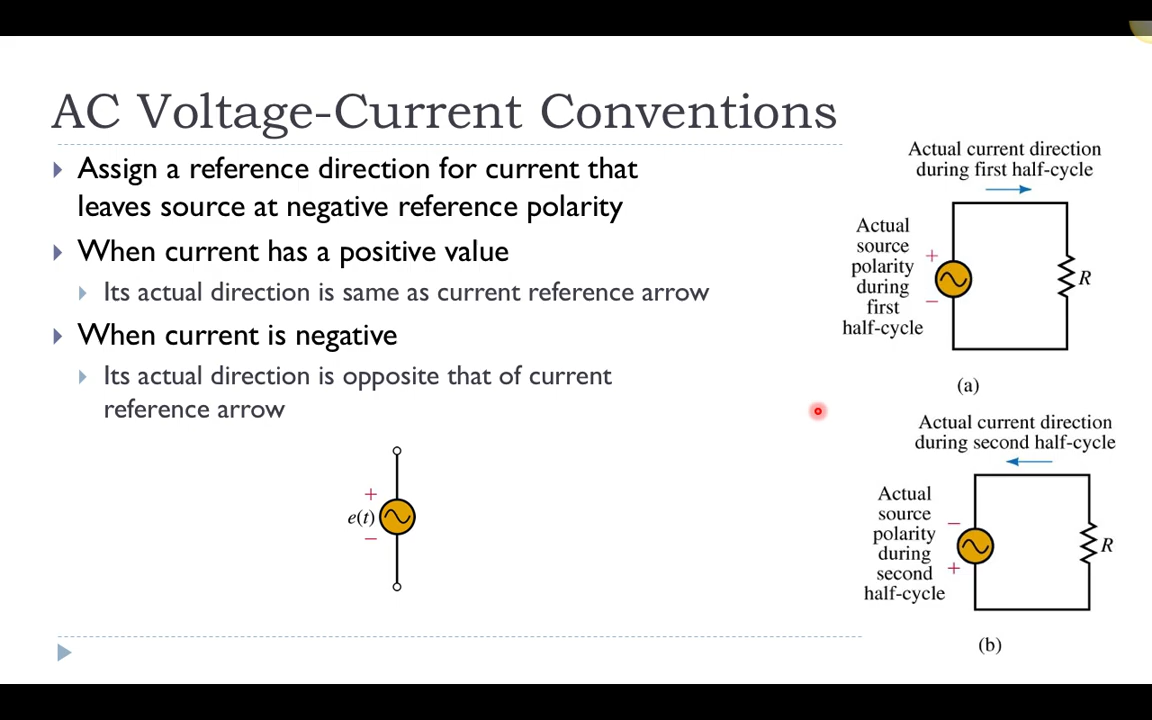 AC Voltage-Current Conventions
Assign a reference direction for current that
leaves source at negative reference polarity
When current has a positive value
Its actual direction is same as current reference arrow
When current is negative
Its actual direction is opposite that of current
reference arrow
+
e(t)
−
Actual current direction
during first half-cycle
Actual
source
polarity
during
first
half-cycle
+
−
R
(a)
Actual current direction
during second half-cycle
Actual
source
polarity
during
second
half-cycle
−
+
R
(b)